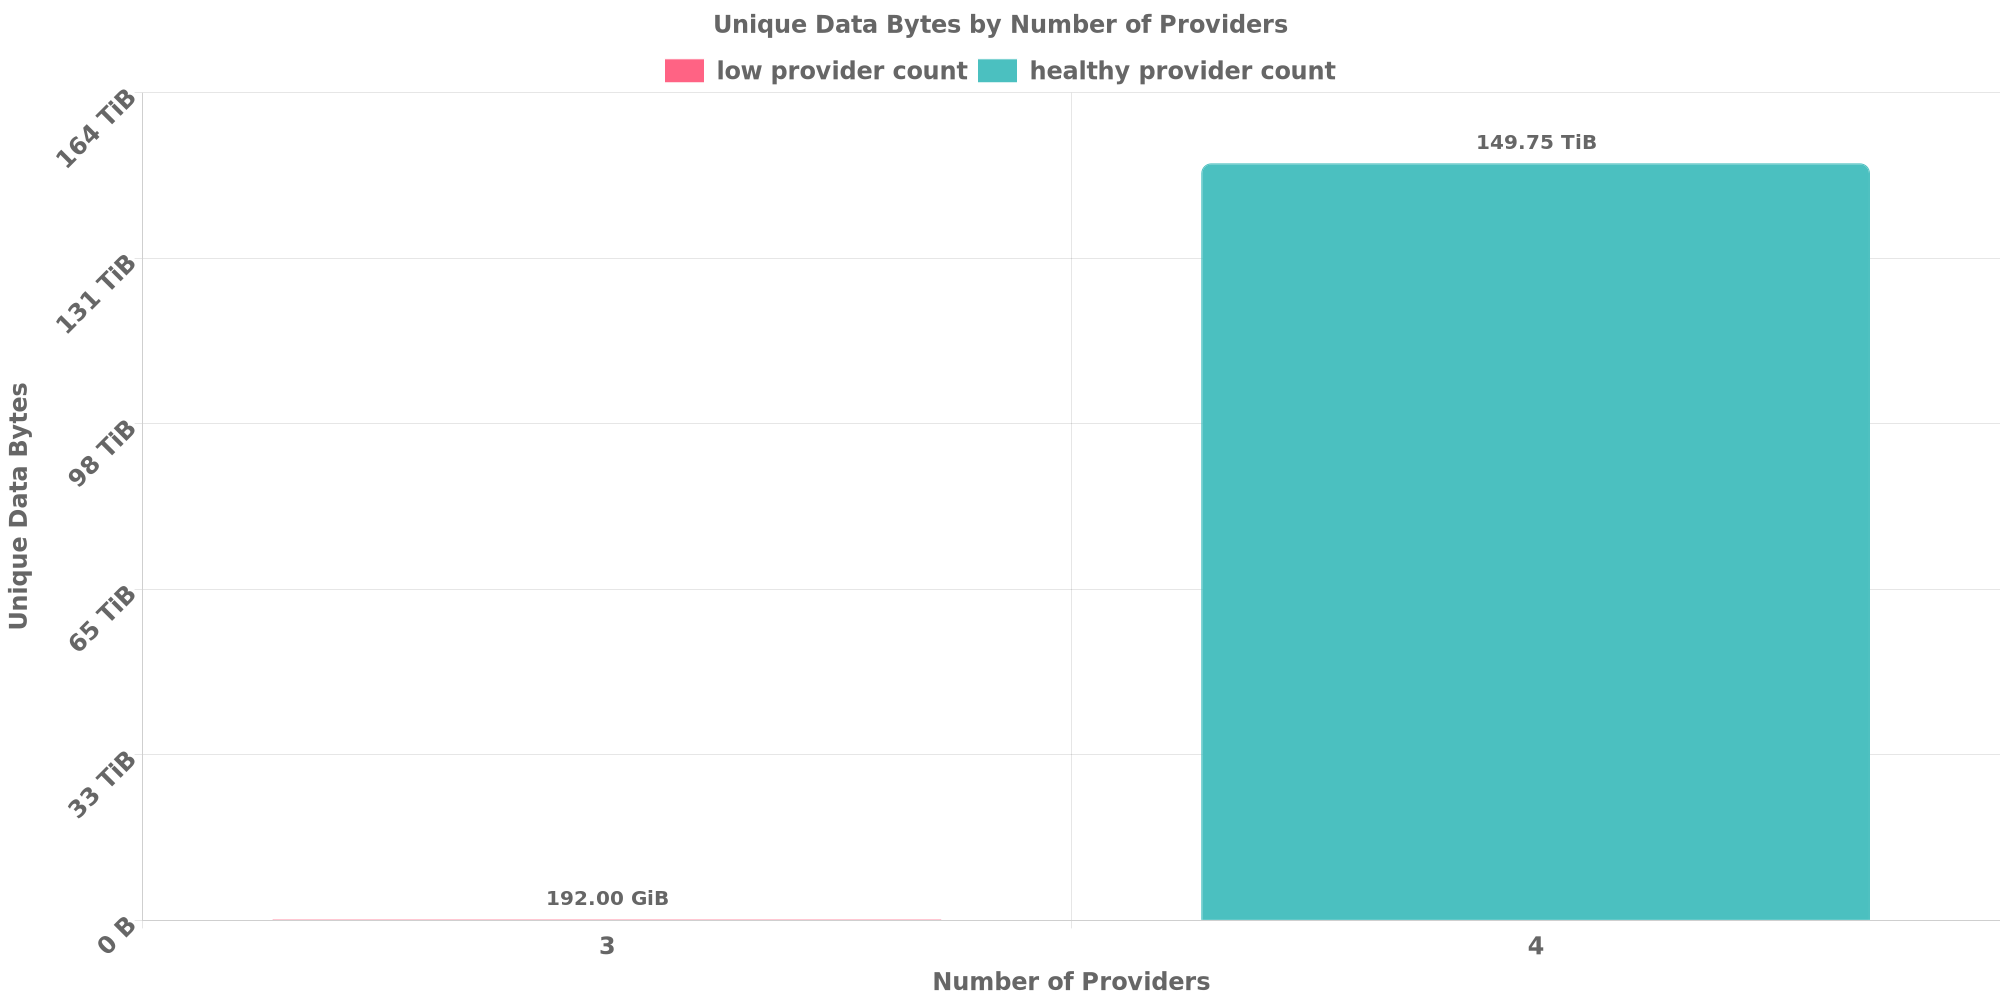 Unique Data Bytes by Number of Providers
low provider count healthy provider count
164 TiB
131 TiB
98 TiB
65 TiB
33 TiB
0 B
Unique Data Bytes
192.00 GiB
149.75 TiB
3 4
Number of Providers